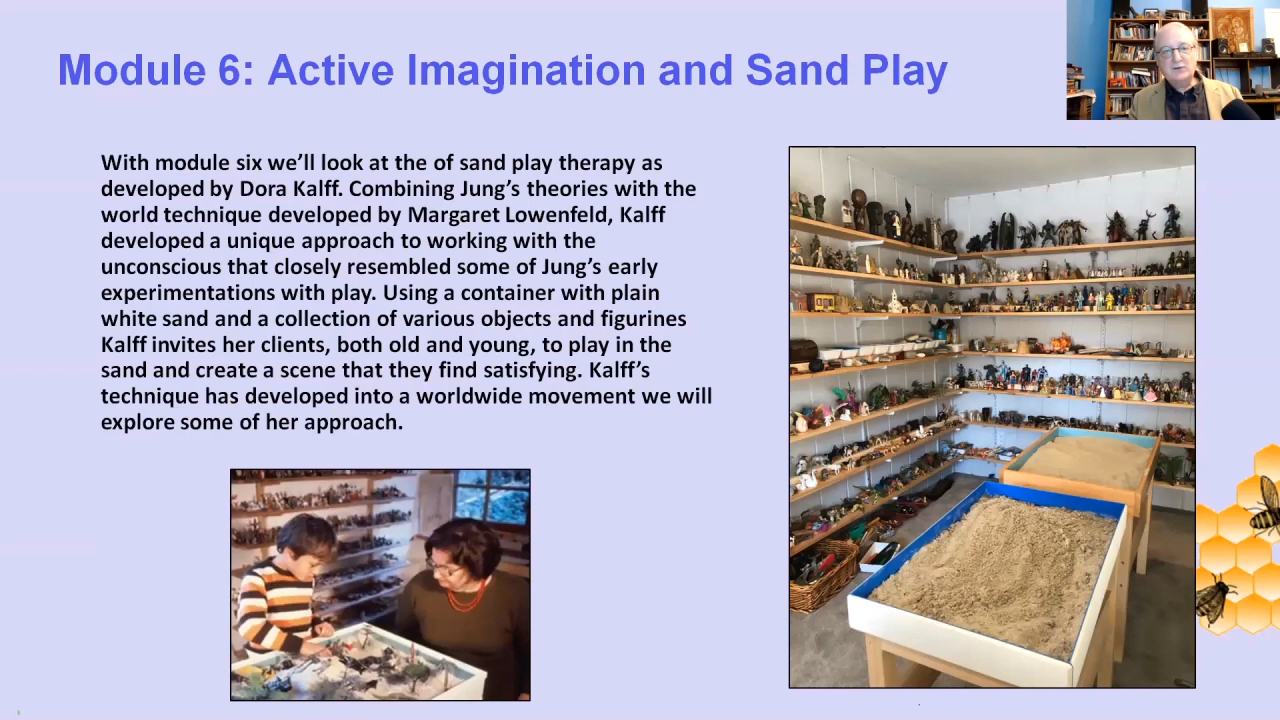 Module 6: Active Imagination and Sand Play
With module six we’ll look at the of sand play therapy as
developed by Dora Kalff. Combining Jung’s theories with the
world technique developed by Margaret Lowenfeld, Kalff
developed a unique approach to working with the
unconscious that closely resembled some of Jung’s early
experimentations with play. Using a container with plain
white sand and a collection of various objects and figurines
Kalff invites her clients, both old and young, to play in the
sand and create a scene that they find satisfying. Kalff’s
technique has developed into a worldwide movement we will
explore some of her approach.